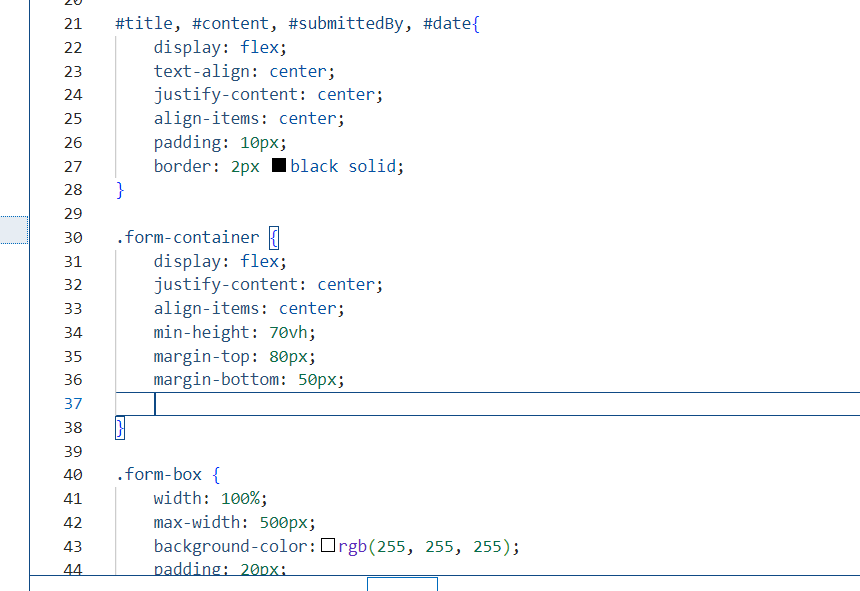 20
21 #title, #content, #submittedBy, #date{
22 display: flex;
23 text-align: center;
24 justify-content: center;
25 align-items: center;
26 padding: 10px;
27 border: 2px black solid;
28 }
29
30 .form-container {
31 display: flex;
32 justify-content: center;
33 align-items: center;
34 min-height: 70vh;
35 margin-top: 80px;
36 margin-bottom: 50px;
37
38 }
39
40 .form-box {
41 width: 100%;
42 max-width: 500px;
43 background-color: rgb(255, 255, 255);
44 padding: 20px;